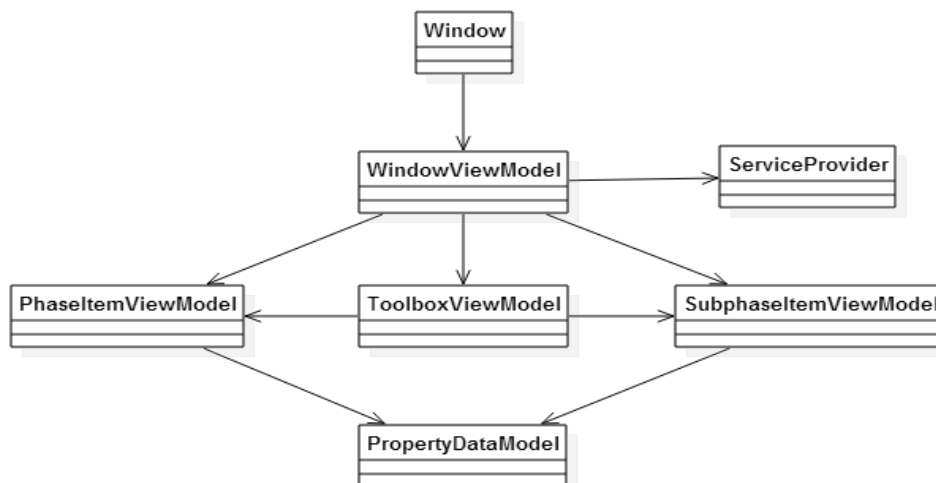 Window
WindowViewModel
ServiceProvider
PhaseItemViewModel
ToolboxViewModel
SubphaseItemViewModel
PropertyDataModel